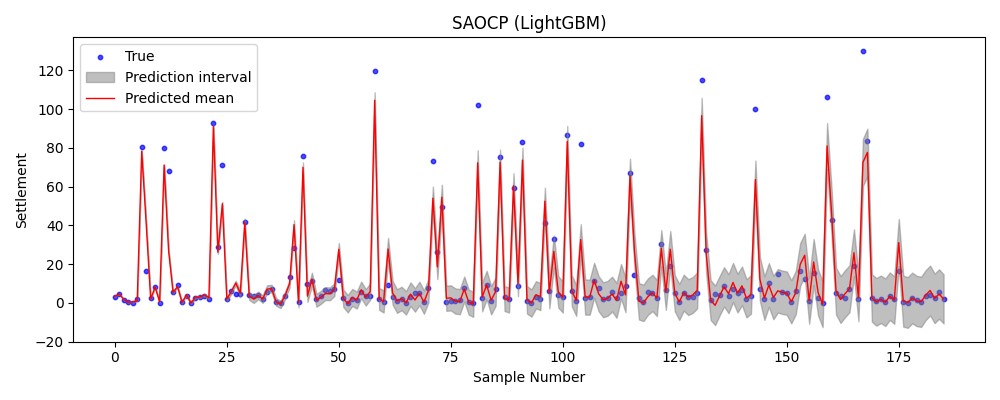 SAOCP (LightGBM)
True
Prediction interval
Predicted mean
Settlement
120
100
80
60
40
20
0
−20
0 25 50 75 100 125 150 175
Sample Number